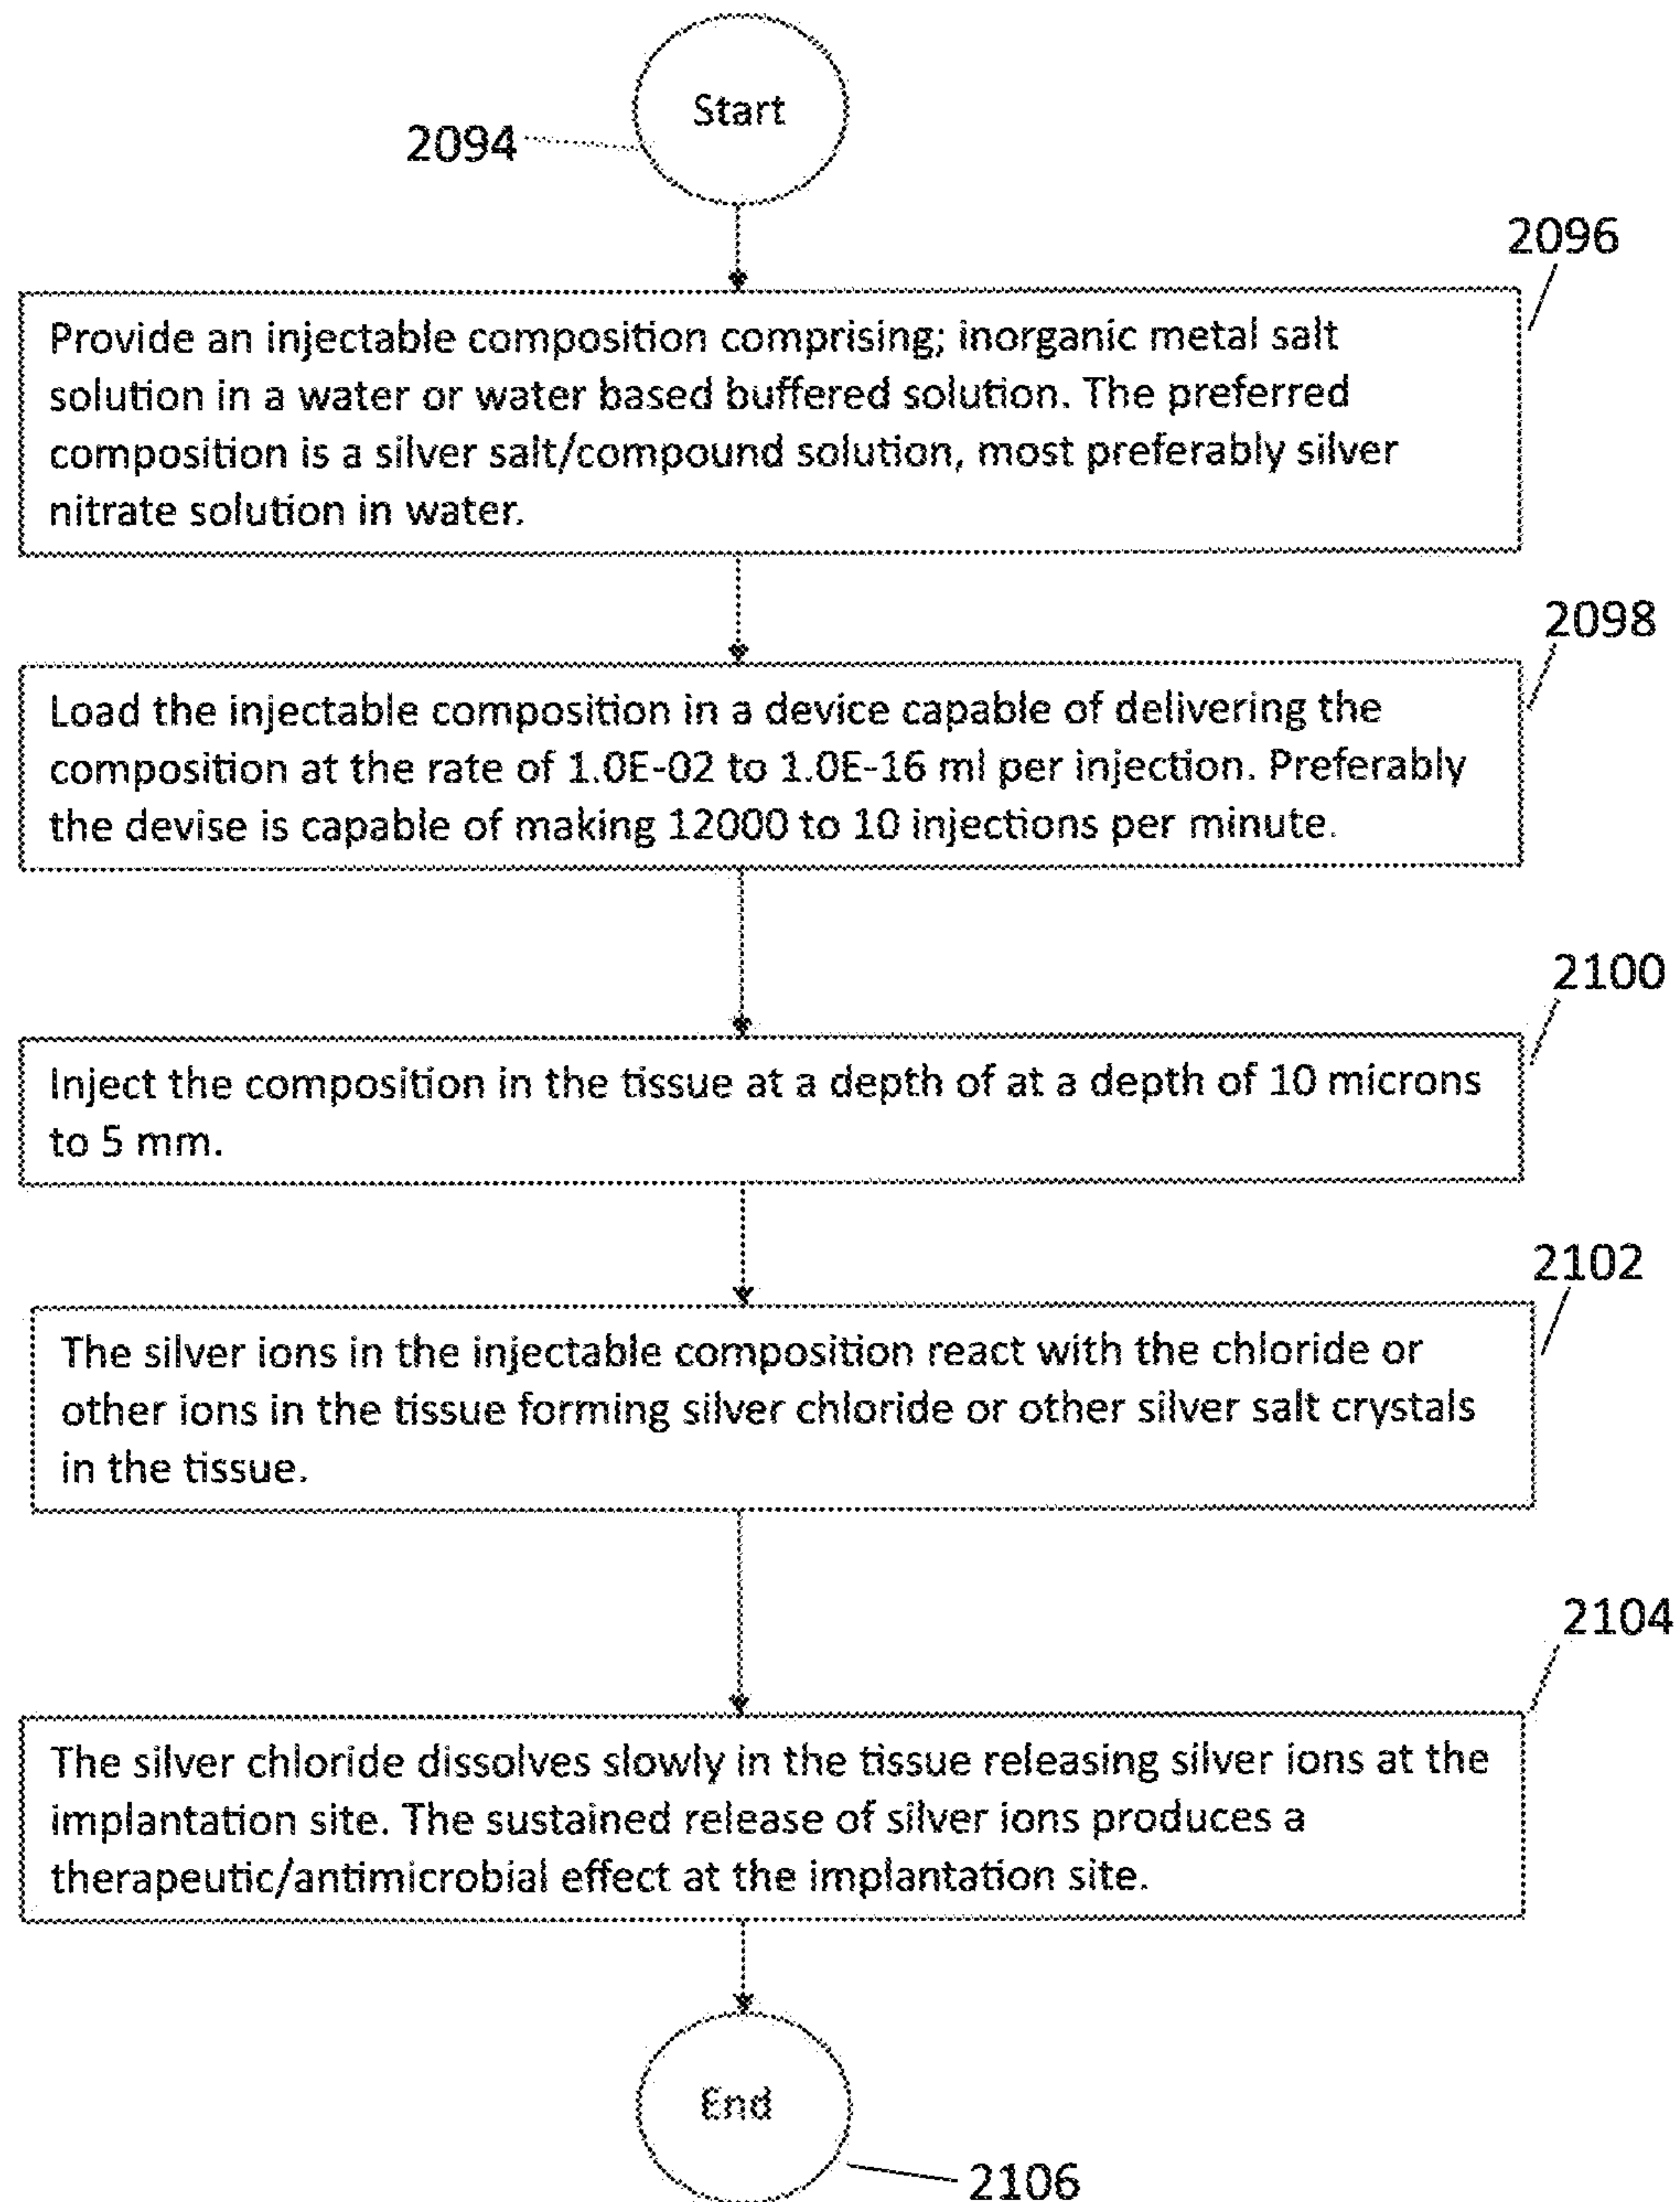 Start
2094
2096
Provide an injectable composition comprising; inorganic metal salt
solution in a water or water based buffered solution. The preferred
composition is a silver salt/compound solution, most preferably silver
nitrate solution in water.
2098
Load the injectable composition in a device capable of delivering the
composition at the rate of 1.0E-02 to 1.0E-16 ml per injection. Preferably
the devise is capable of making 12000 to 10 injections per minute.
2100
Inject the composition in the tissue at a depth of at a depth of 10 microns
to 5 mm.
2102
The silver ions in the injectable composition react with the chloride or
other ions in the tissue forming silver chloride or other silver salt crystals
in the tissue.
2104
The silver chloride dissolves slowly in the tissue releasing silver ions at the
implantation site. The sustained release of silver ions produces a
therapeutic/antimicrobial effect at the implantation site.
End
2106